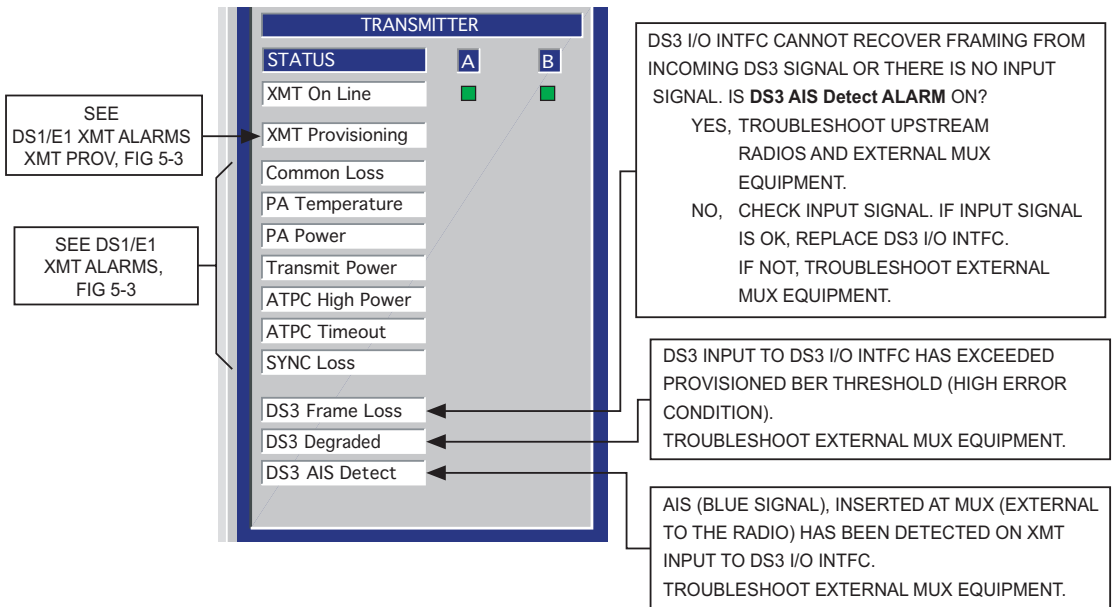 TRANSMITTER
STATUS A B
XMT On Line
XMT Provisioning
Common Loss
PA Temperature
PA Power
Transmit Power
ATPC High Power
ATPC Timeout
SYNC Loss
DS3 Frame Loss
DS3 Degraded
DS3 AIS Detect
SEE
DS1/E1 XMT ALARMS
XMT PROV, FIG 5-3
SEE DS1/E1
XMT ALARMS,
FIG 5-3
DS3 I/O INTFC CANNOT RECOVER FRAMING FROM
INCOMING DS3 SIGNAL OR THERE IS NO INPUT
SIGNAL. IS DS3 AIS Detect ALARM ON?
YES, TROUBLESHOOT UPSTREAM
RADIOS AND EXTERNAL MUX
EQUIPMENT.
NO, CHECK INPUT SIGNAL. IF INPUT SIGNAL
IS OK, REPLACE DS3 I/O INTFC.
IF NOT, TROUBLESHOOT EXTERNAL
MUX EQUIPMENT.
DS3 INPUT TO DS3 I/O INTFC HAS EXCEEDED
PROVISIONED BER THRESHOLD (HIGH ERROR
CONDITION).
TROUBLESHOOT EXTERNAL MUX EQUIPMENT.
AIS (BLUE SIGNAL), INSERTED AT MUX (EXTERNAL
TO THE RADIO) HAS BEEN DETECTED ON XMT
INPUT TO DS3 I/O INTFC.
TROUBLESHOOT EXTERNAL MUX EQUIPMENT.